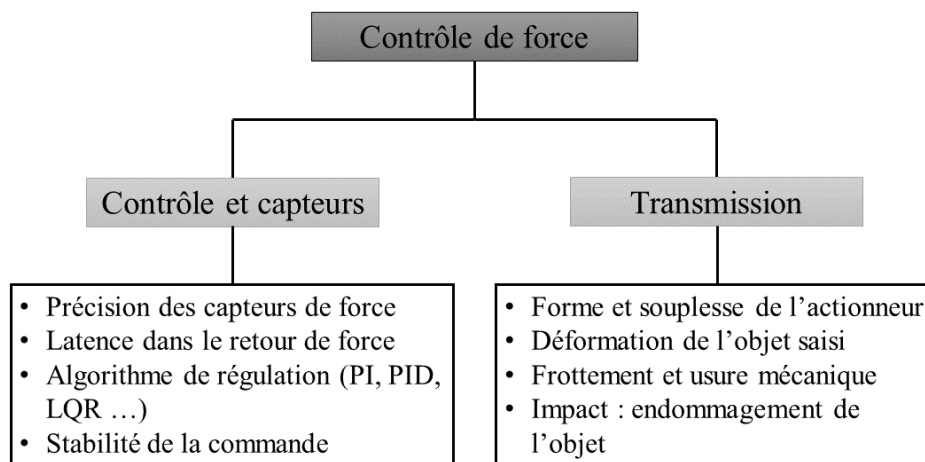 Contrôle de force
Contrôle et capteurs
Transmission
• Précision des capteurs de force
• Latence dans le retour de force
• Algorithme de régulation (PI, PID,
LQR …)
• Stabilité de la commande
• Forme et souplesse de l’actionneur
• Déformation de l’objet saisi
• Frottement et usure mécanique
• Impact : endommagement de
l’objet